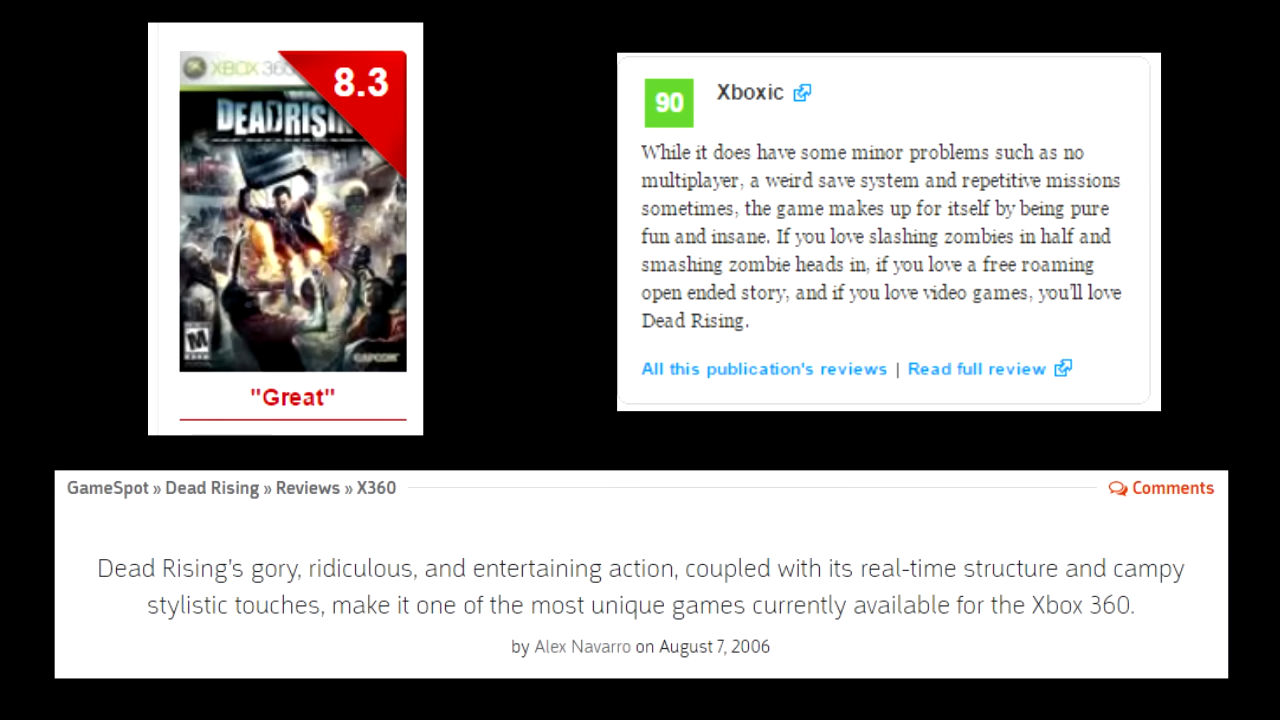 XBOX 360
8.3
DEADRISIN
M
CAPCOM
"Great"
90
Xboxic
While it does have some minor problems such as no
multiplayer, a weird save system and repetitive missions
sometimes, the game makes up for itself by being pure
fun and insane. If you love slashing zombies in half and
smashing zombie heads in, if you love a free roaming
open ended story, and if you love video games, you'll love
Dead Rising.
All this publication's reviews | Read full review
GameSpot » Dead Rising » Reviews » X360
Comments
Dead Rising's gory, ridiculous, and entertaining action, coupled with its real-time structure and campy
stylistic touches, make it one of the most unique games currently available for the Xbox 360.
by Alex Navarro on August 7, 2006